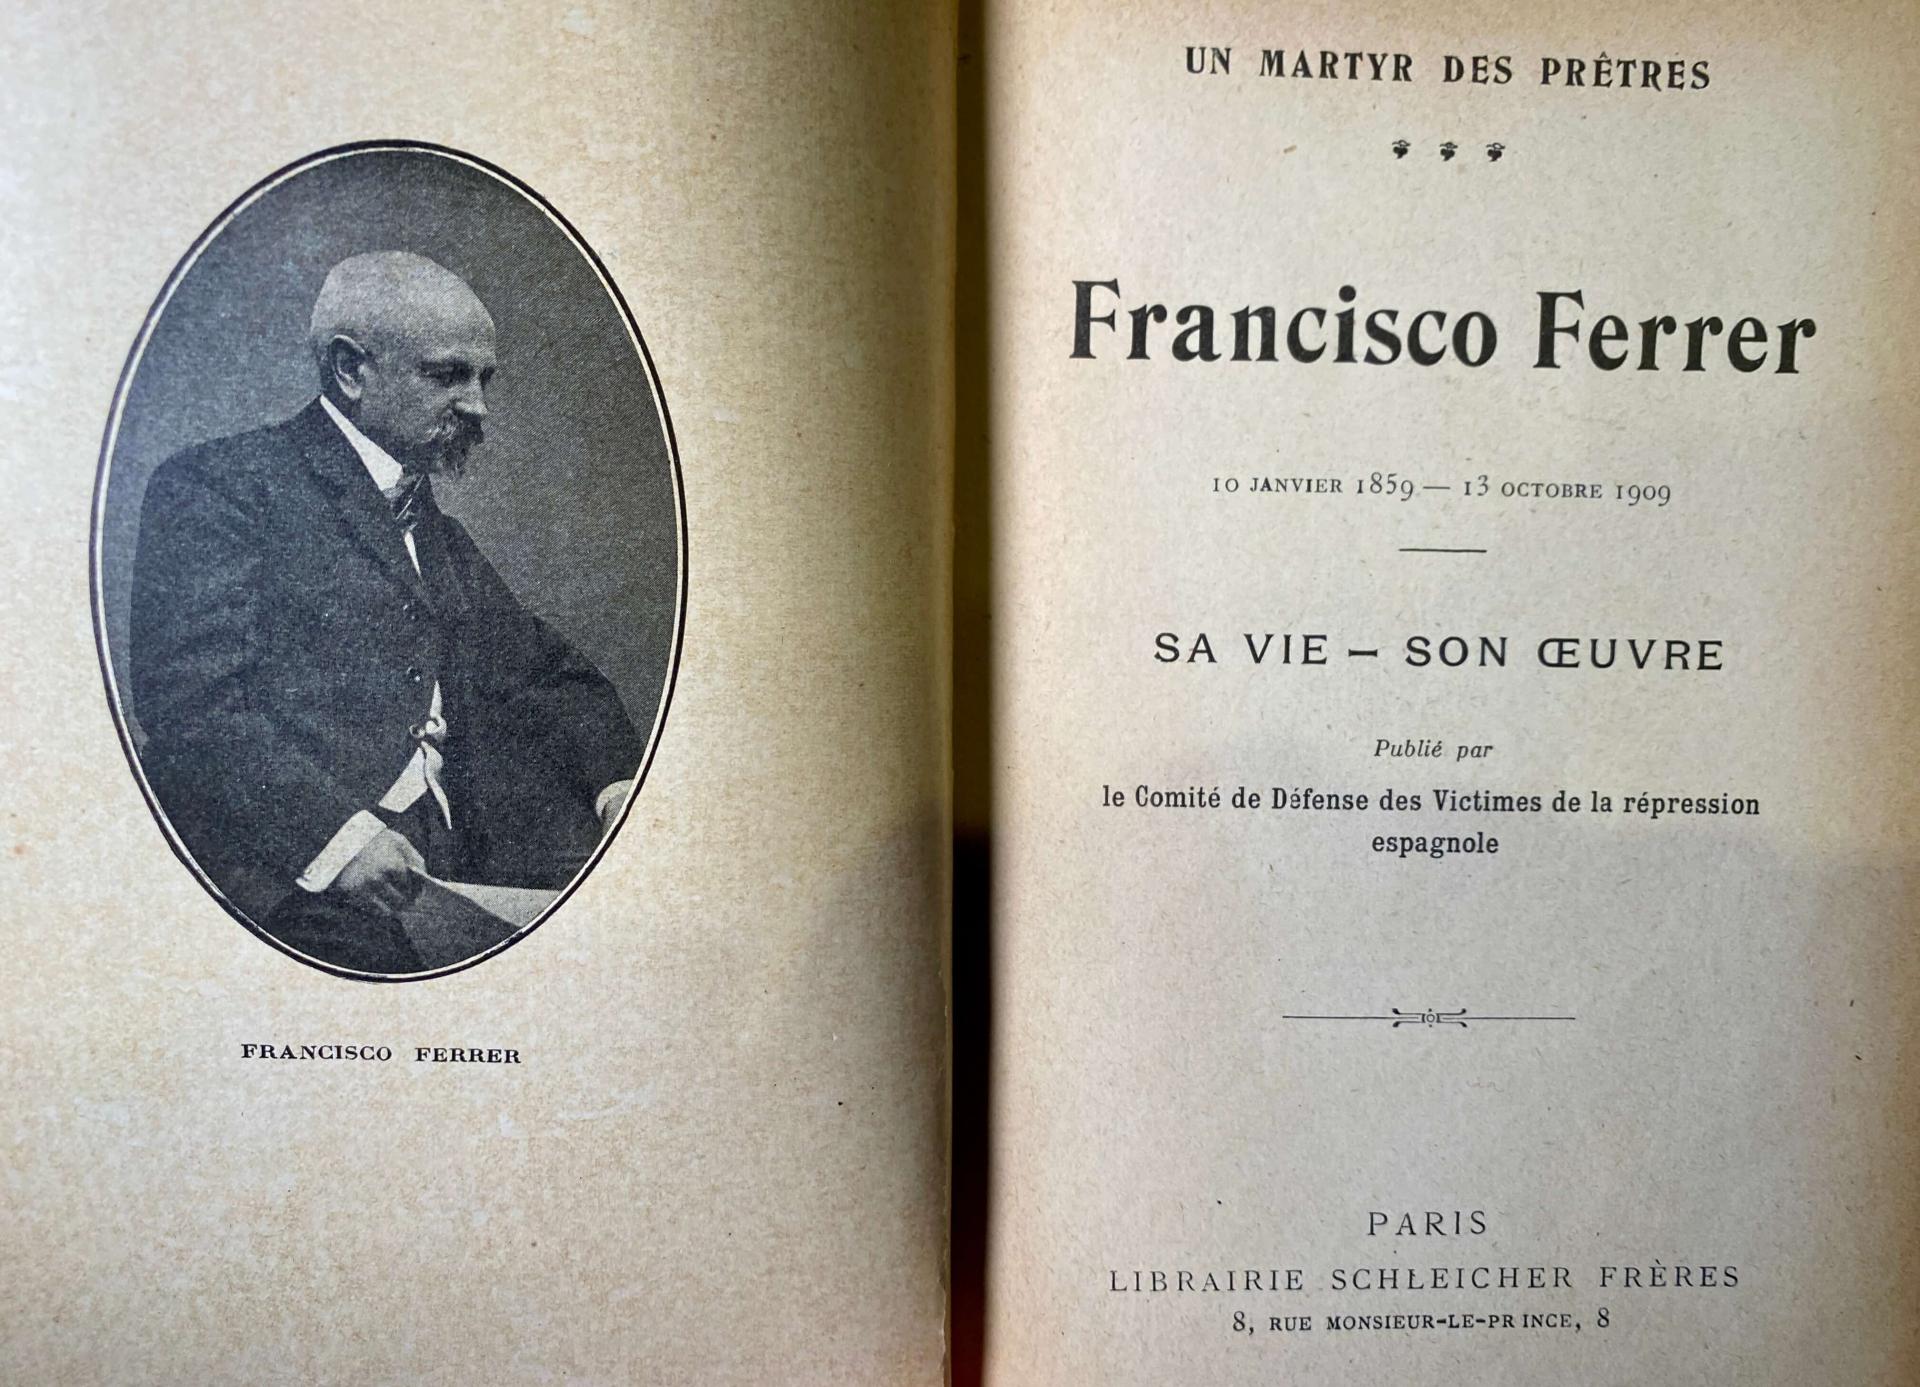 FRANCISCO FERRER
UN MARTYR DES PRÊTRES
Francisco Ferrer
10 JANVIER 1859 — 13 OCTOBRE 1909
SA VIE — SON ŒUVRE
Publié par
le Comité de Défense des Victimes de la répression
espagnole
PARIS
LIBRAIRIE SCHLEICHER FRÈRES
8, RUE MONSIEUR-LE-PRINCE, 8